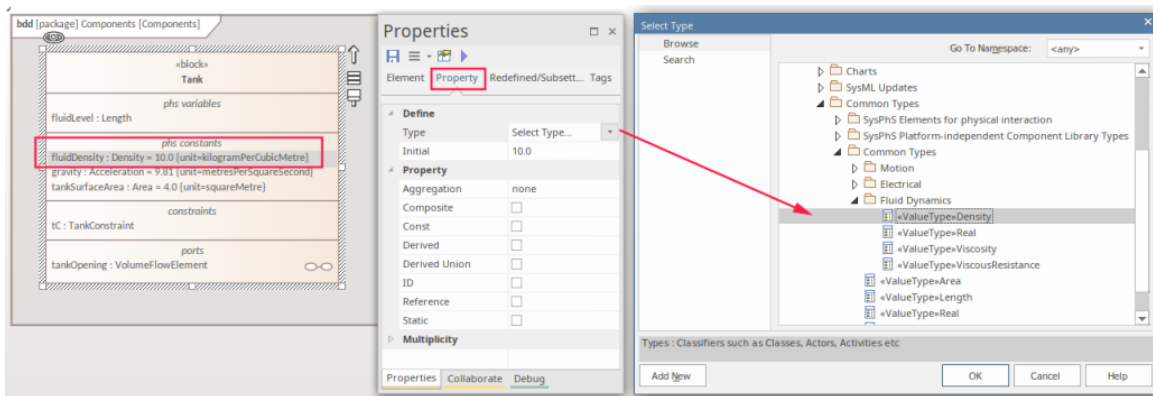 bdd [package] Components [Components]
«block»
Tank
phs variables
fluidLevel : Length
phs constants
fluidDensity : Density = 10.0 {unit=kilogramPerCubicMetre}
gravity : Acceleration = 9.81 {unit=metresPerSquareSecond}
tankSurfaceArea : Area = 4.0 {unit=squareMetre}
constraints
tC : TankConstraint
ports
tankOpening : VolumeFlowElement
Properties
Element Property Redefined/Subsett... Tags
Define
Type Select Type...
Initial 10.0
Property
Aggregation none
Composite
Const
Derived
Derived Union
ID
Reference
Static
Multiplicity
Properties Collaborate Debug
Select Type
Browse
Search
Go To Namespace: <any>
Charts
SysML Updates
Common Types
SysPhS Elements for physical interaction
SysPhS Platform-independent Component Library Types
Common Types
Motion
Electrical
Fluid Dynamics
«ValueType»Density
«ValueType»Real
«ValueType»Viscosity
«ValueType»ViscousResistance
«ValueType»Area
«ValueType»Length
«ValueType»Real
Types : Classifiers such as Classes, Actors, Activities etc
Add New OK Cancel Help